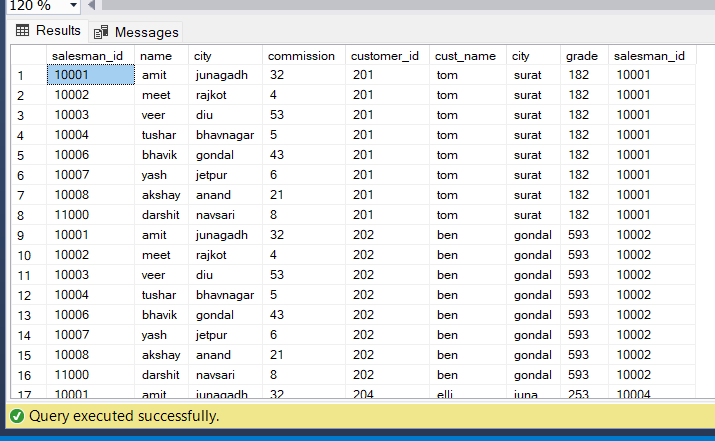 120 %
Results Messages
salesman_id name city commission customer_id cust_name city grade salesman_id
1 10001 amit junagadh 32 201 tom surat 182 10001
2 10002 meet rajkot 4 201 tom surat 182 10001
3 10003 veer diu 53 201 tom surat 182 10001
4 10004 tushar bhavnagar 5 201 tom surat 182 10001
5 10006 bhavik gondal 43 201 tom surat 182 10001
6 10007 yash jetpur 6 201 tom surat 182 10001
7 10008 akshay anand 21 201 tom surat 182 10001
8 11000 darshit navsari 8 201 tom surat 182 10001
9 10001 amit junagadh 32 202 ben gondal 593 10002
10 10002 meet rajkot 4 202 ben gondal 593 10002
11 10003 veer diu 53 202 ben gondal 593 10002
12 10004 tushar bhavnagar 5 202 ben gondal 593 10002
13 10006 bhavik gondal 43 202 ben gondal 593 10002
14 10007 yash jetpur 6 202 ben gondal 593 10002
15 10008 akshay anand 21 202 ben gondal 593 10002
16 11000 darshit navsari 8 202 ben gondal 593 10002
17 10001 amit junagadh 32 204 elli juna 253 10004
Query executed successfully.